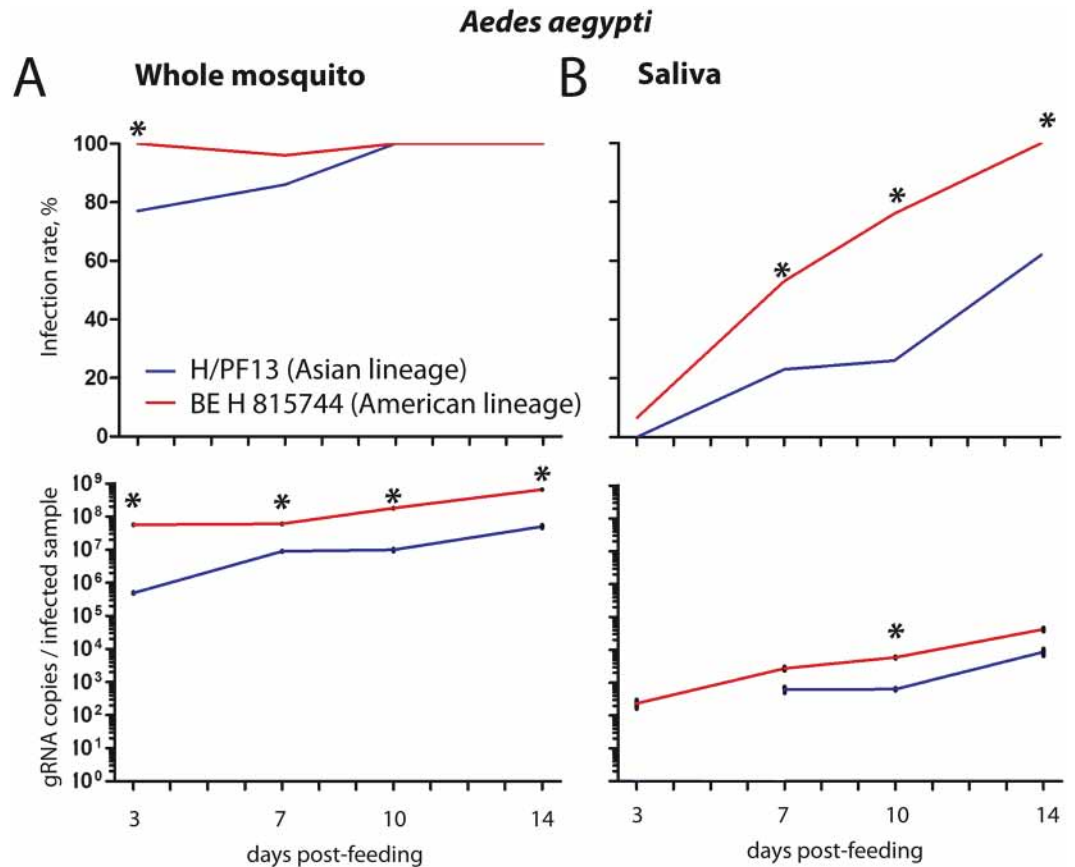 Aedes aegypti
A Whole mosquito
B Saliva
*
*
*
*
100
80
60
40
20
0
Infection rate, %
H/PF13 (Asian lineage)
BE H 815744 (American lineage)
*
*
*
*
*
10⁹
10⁸
10⁷
10⁶
10⁵
10⁴
10³
10²
10¹
10⁰
gRNA copies / infected sample
3 7 10 14
days post-feeding
3 7 10 14
days post-feeding